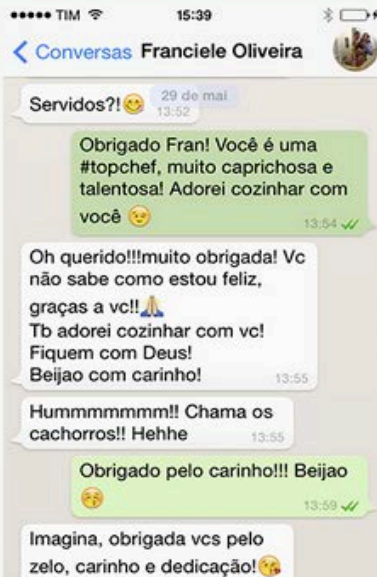 TIM 15:39
Conversas Franciele Oliveira
29 de mai
Servidos?!😋 13:52
Obrigado Fran! Você é uma
#topchef, muito caprichosa e
talentosa! Adorei cozinhar com
você 😉 13:54
Oh querido!!!muito obrigada! Vc
não sabe como estou feliz,
graças a vc!!🙏
Tb adorei cozinhar com vc!
Fiquem com Deus!
Beijao com carinho! 13:55
Hummmmmmm!! Chama os
cachorros!! Hehhe 13:55
Obrigado pelo carinho!!! Beijao
😚 13:59
Imagina, obrigada vcs pelo
zelo, carinho e dedicação!😘